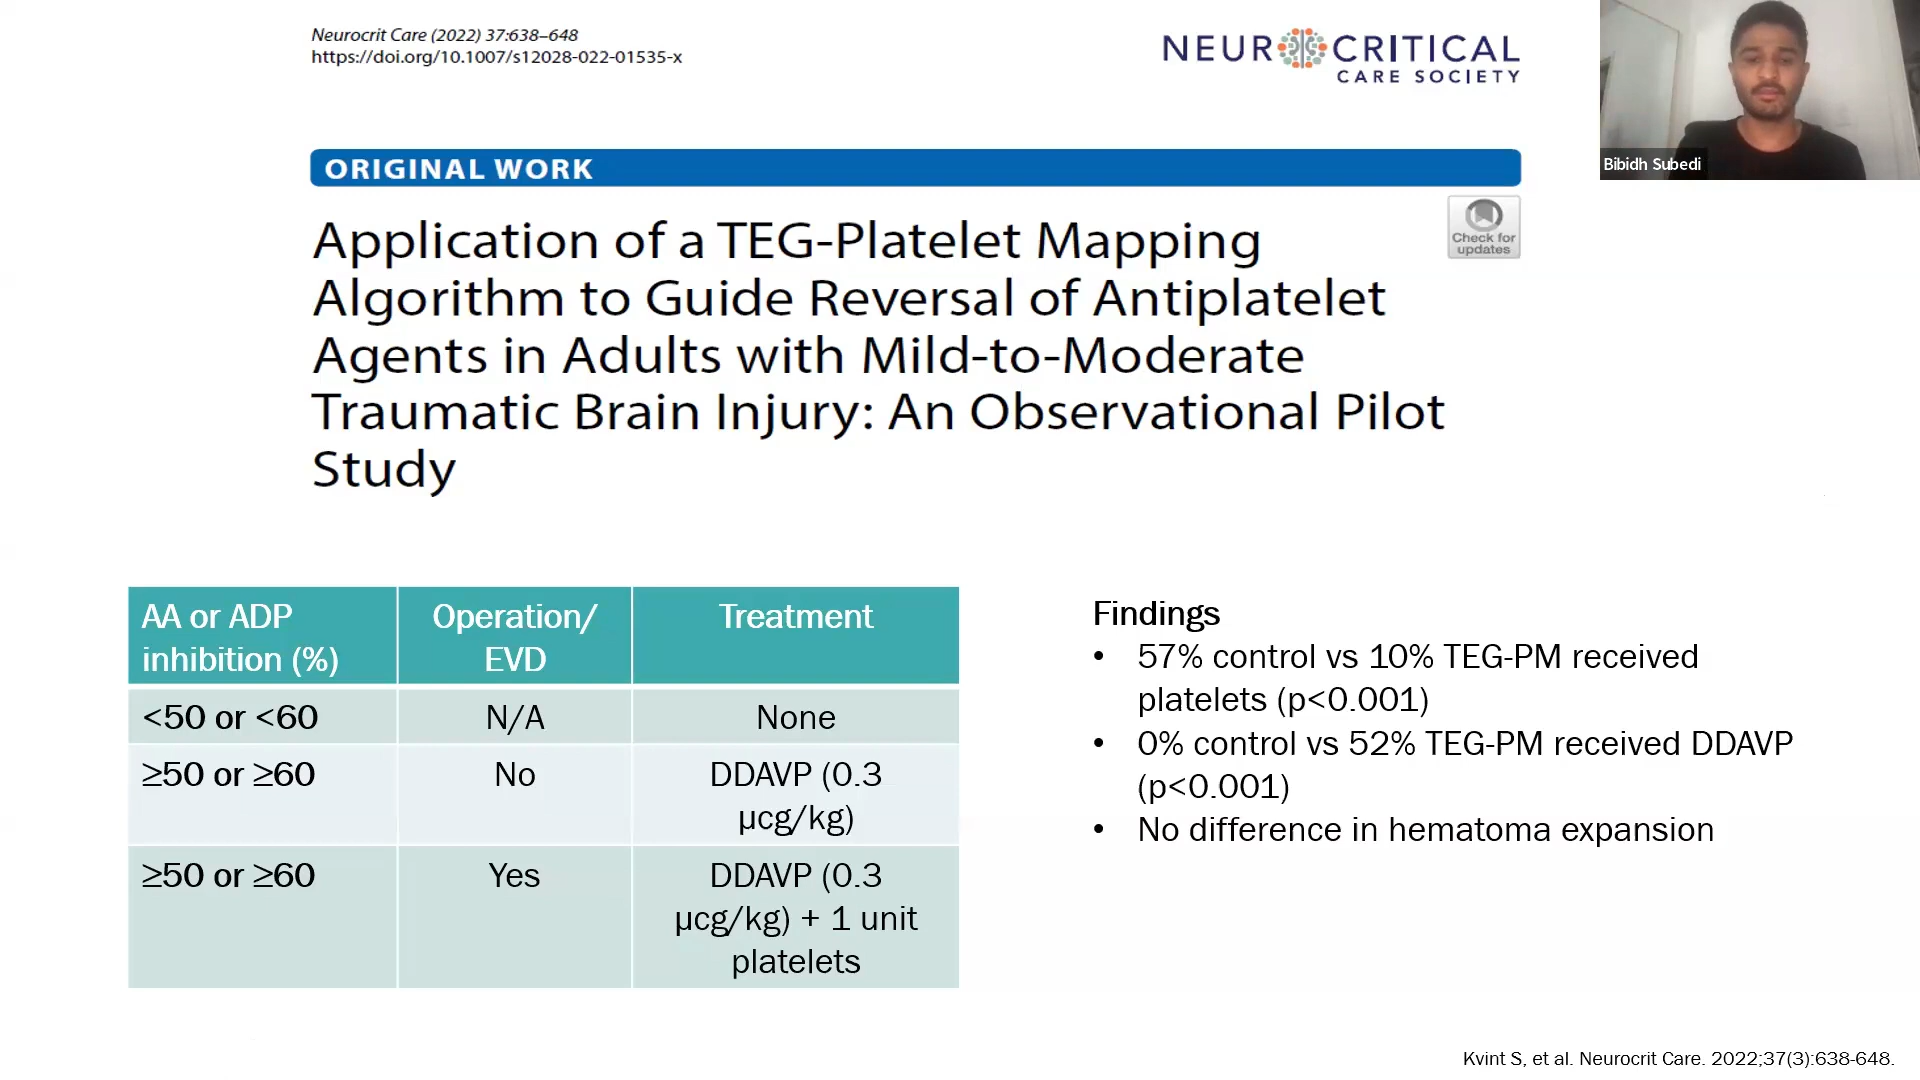 Neurocrit Care (2022) 37:638–648
https://doi.org/10.1007/s12028-022-01535-x
NEUROCRITICAL
CARE SOCIETY
Bibidh Subedi
ORIGINAL WORK
Check for
updates
Application of a TEG-Platelet Mapping
Algorithm to Guide Reversal of Antiplatelet
Agents in Adults with Mild-to-Moderate
Traumatic Brain Injury: An Observational Pilot
Study
AA or ADP
inhibition (%)
Operation/
EVD
Treatment
<50 or <60
N/A
None
≥50 or ≥60
No
DDAVP (0.3
µcg/kg)
≥50 or ≥60
Yes
DDAVP (0.3
µcg/kg) + 1 unit
platelets
Findings
• 57% control vs 10% TEG-PM received
platelets (p<0.001)
• 0% control vs 52% TEG-PM received DDAVP
(p<0.001)
• No difference in hematoma expansion
Kvint S, et al. Neurocrit Care. 2022;37(3):638-648.